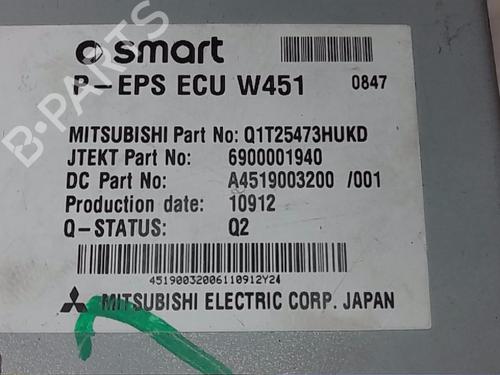 smart
P-EPS ECU W451 0847
MITSUBISHI Part No: Q1T25473HUKD
JTEKT Part No: 6900001940
DC Part No: A4519003200 /001
Production date: 10912
Q-STATUS: Q2
45190032006110912Y24
MITSUBISHI ELECTRIC CORP. JAPAN
B-PARTS